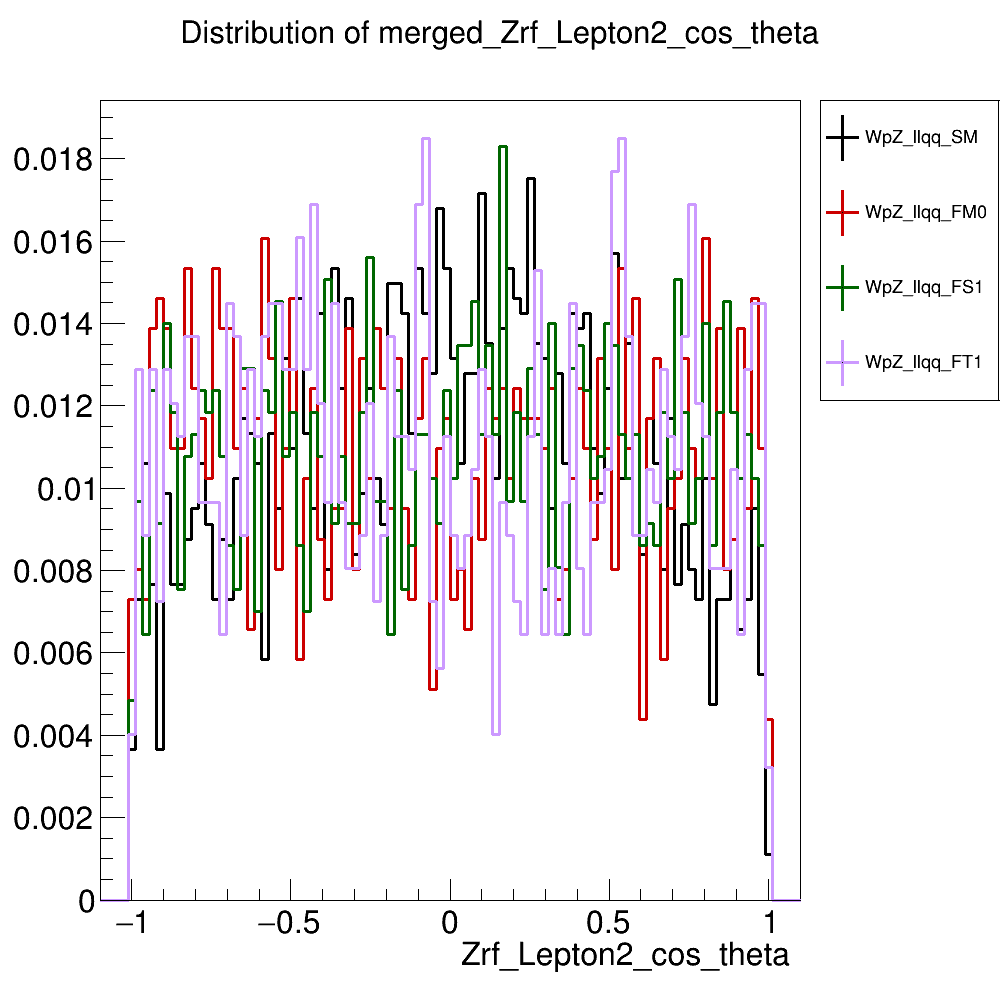 Distribution of merged_Zrf_Lepton2_cos_theta
WpZ_llqq_SM
WpZ_llqq_FM0
WpZ_llqq_FS1
WpZ_llqq_FT1
0.018
0.016
0.014
0.012
0.01
0.008
0.006
0.004
0.002
0
−1 −0.5 0 0.5 1
Zrf_Lepton2_cos_theta